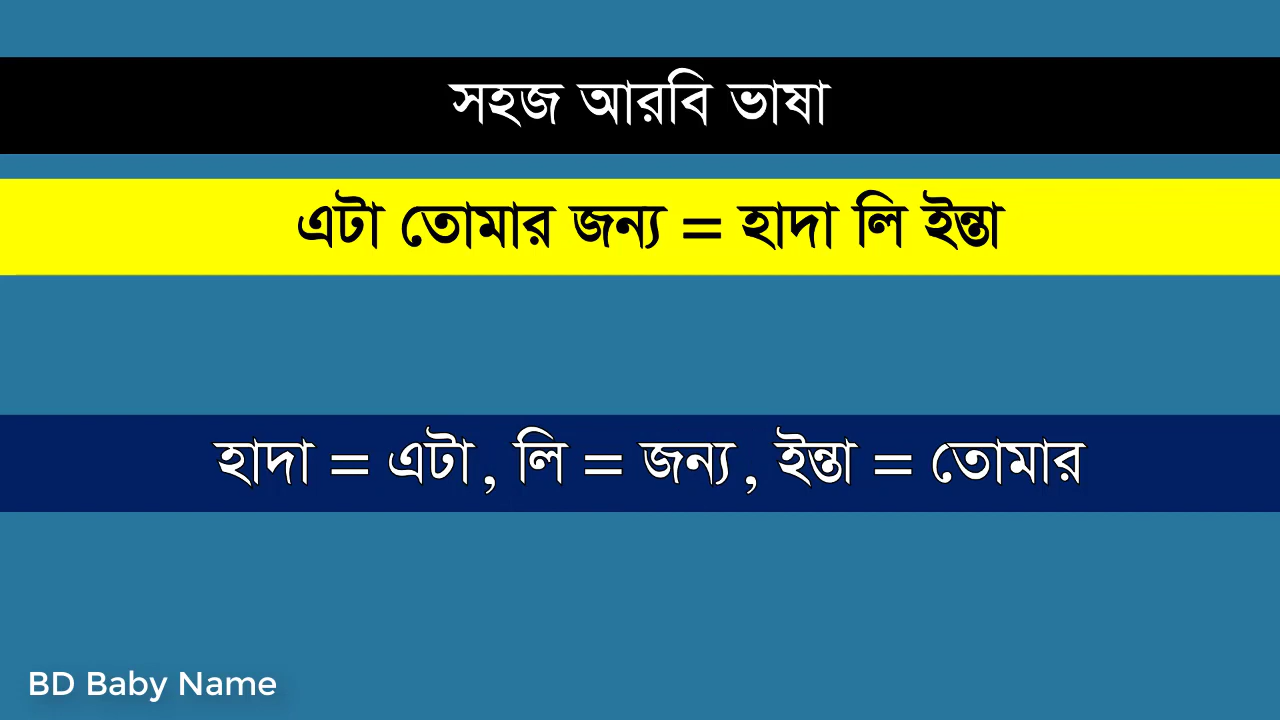 সহজ আরবি ভাষা
এটা তোমার জন্য = হাদা লি ইন্তা
হাদা = এটা, লি = জন্য, ইন্তা = তোমার
BD Baby Name